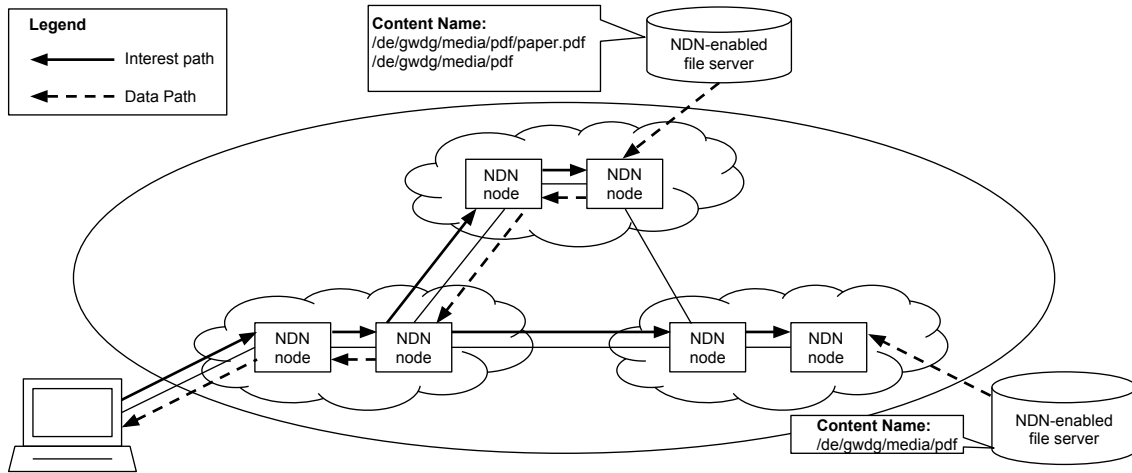 Legend
Interest path
Data Path
Content Name:
/de/gwdg/media/pdf/paper.pdf
/de/gwdg/media/pdf
NDN-enabled
file server
NDN
node
NDN
node
NDN
node
NDN
node
NDN
node
NDN
node
Content Name:
/de/gwdg/media/pdf
NDN-enabled
file server